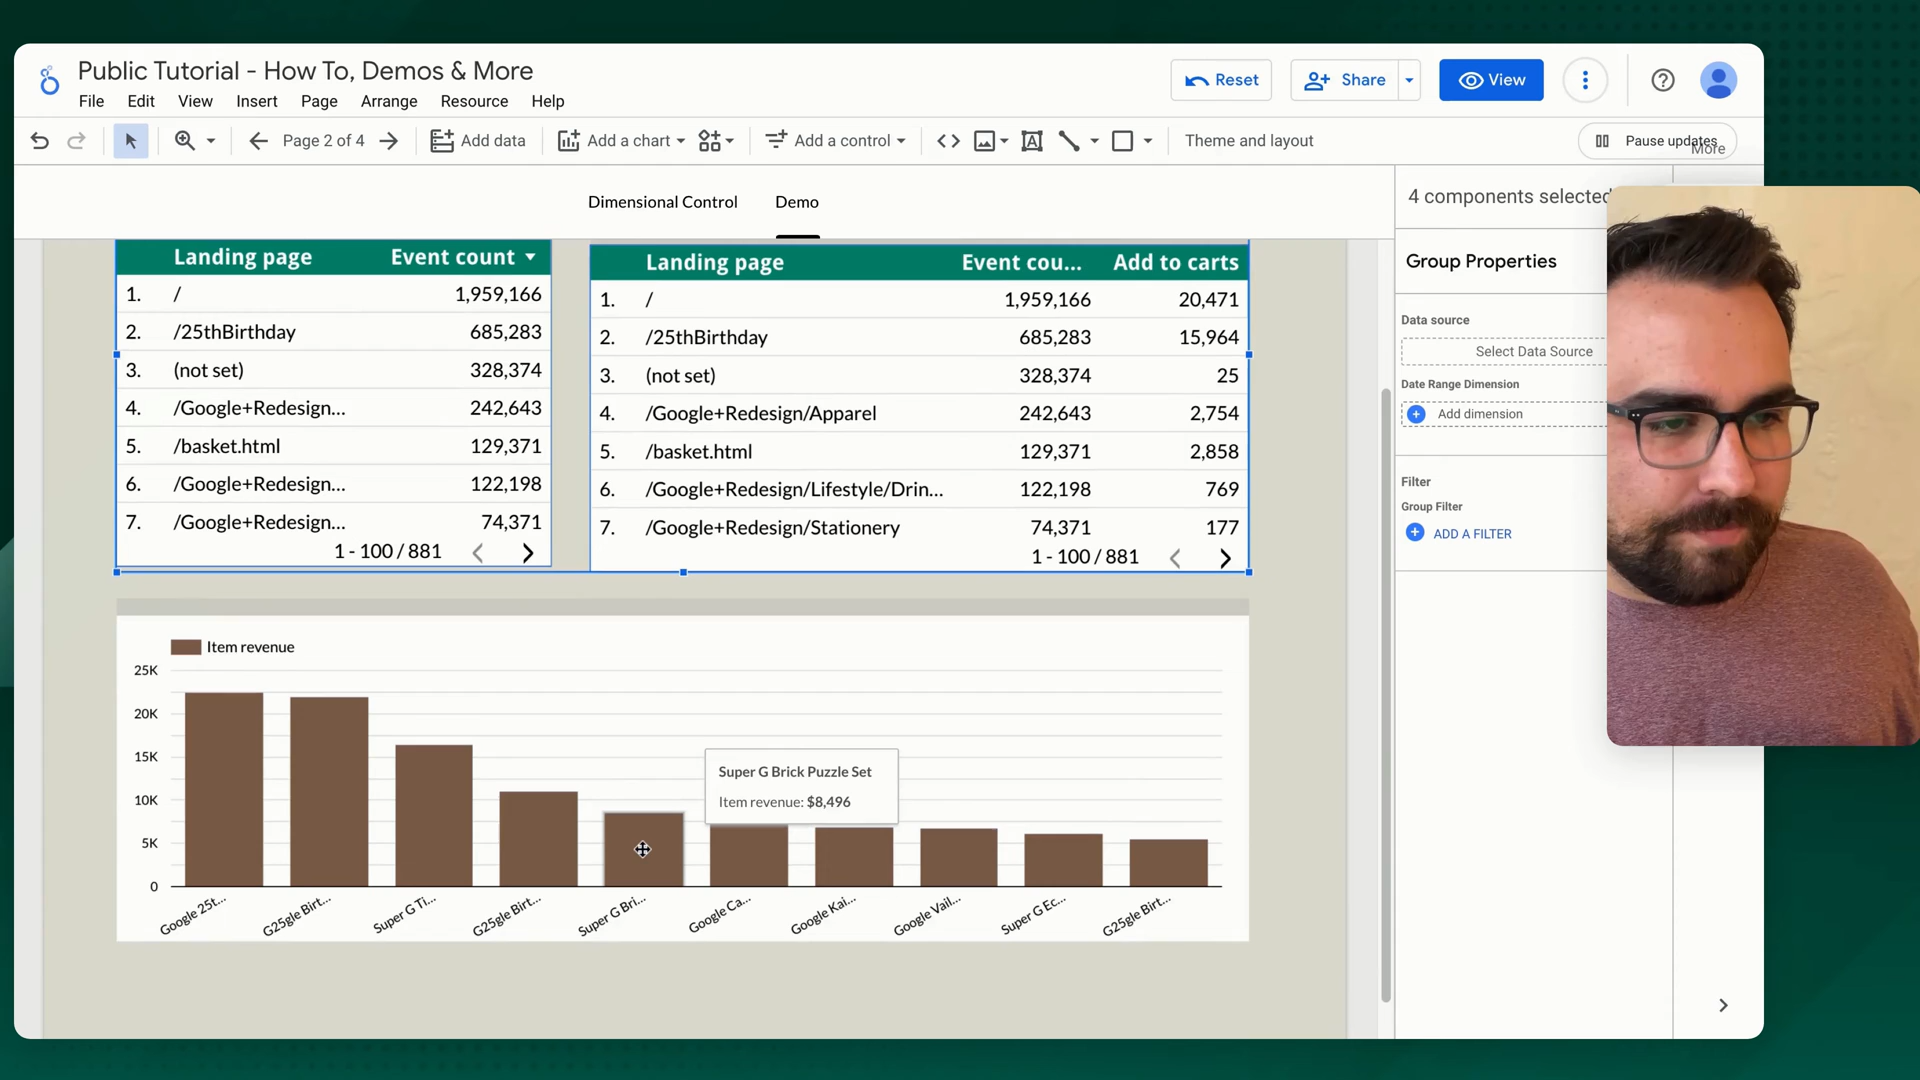 Public Tutorial - How To, Demos & More
Reset
Share
View
File Edit View Insert Page Arrange Resource Help
Page 2 of 4
Add data
Add a chart
Add a control
Theme and layout
Pause updates
More
Dimensional Control
Demo
4 components selected
Landing page Event count
1. / 1,959,166
2. /25thBirthday 685,283
3. (not set) 328,374
4. /Google+Redesign... 242,643
5. /basket.html 129,371
6. /Google+Redesign... 122,198
7. /Google+Redesign... 74,371
1 - 100 / 881
Landing page Event cou... Add to carts
1. / 1,959,166 20,471
2. /25thBirthday 685,283 15,964
3. (not set) 328,374 25
4. /Google+Redesign/Apparel 242,643 2,754
5. /basket.html 129,371 2,858
6. /Google+Redesign/Lifestyle/Drin... 122,198 769
7. /Google+Redesign/Stationery 74,371 177
1 - 100 / 881
Group Properties
Data source
Select Data Source
Date Range Dimension
Add dimension
Filter
Group Filter
ADD A FILTER
Item revenue
25K
20K
15K
10K
5K
0
Super G Brick Puzzle Set
Item revenue: $8,496
Google 25t...
G25gle Birt...
Super G Ti...
G25gle Birt...
Super G Bri...
Google Ca...
Google Kai...
Google Vail...
Super G Ec...
G25gle Birt...